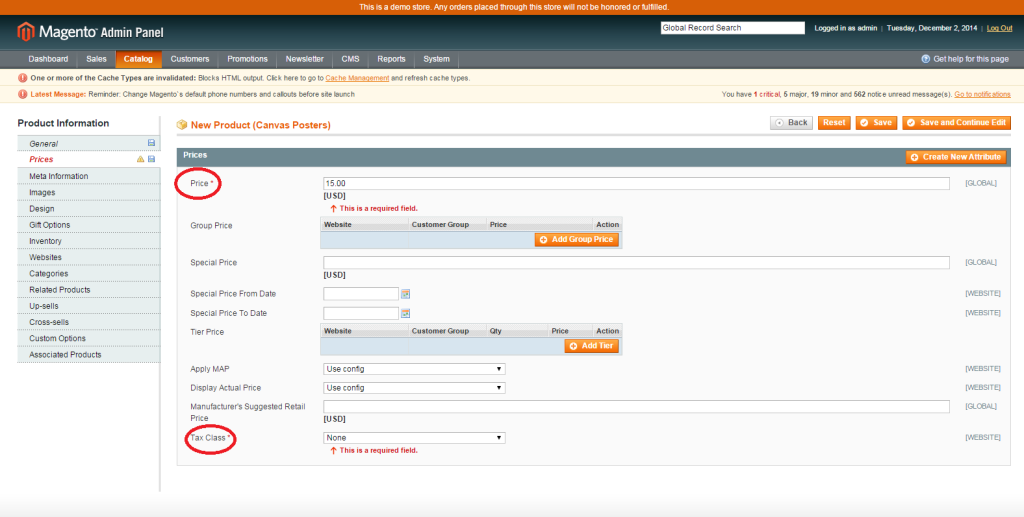 This is a demo store. Any orders placed through this store will not be honored or fulfilled.
Magento Admin Panel
Global Record Search
Logged in as admin | Tuesday, December 2, 2014 | Log Out
Dashboard Sales Catalog Customers Promotions Newsletter CMS Reports System
Get help for this page
One or more of the Cache Types are invalidated: Blocks HTML output. Click here to go to Cache Management and refresh cache types.
Latest Message: Reminder: Change Magento`s default phone numbers and callouts before site launch
You have 1 critical, 5 major, 19 minor and 562 notice unread message(s). Go to notifications
Product Information
General
Prices
Meta Information
Images
Design
Gift Options
Inventory
Websites
Categories
Related Products
Up-sells
Cross-sells
Custom Options
Associated Products
New Product (Canvas Posters)
Back Reset Save Save and Continue Edit
Prices
Create New Attribute
Price * 15.00 [GLOBAL]
[USD]
This is a required field.
Group Price Website Customer Group Price Action
Add Group Price
Special Price [GLOBAL]
[USD]
Special Price From Date [WEBSITE]
Special Price To Date [WEBSITE]
Tier Price Website Customer Group Qty Price Action
Add Tier
Apply MAP Use config [WEBSITE]
Display Actual Price Use config [WEBSITE]
Manufacturer's Suggested Retail [GLOBAL]
Price [USD]
Tax Class * None [WEBSITE]
This is a required field.